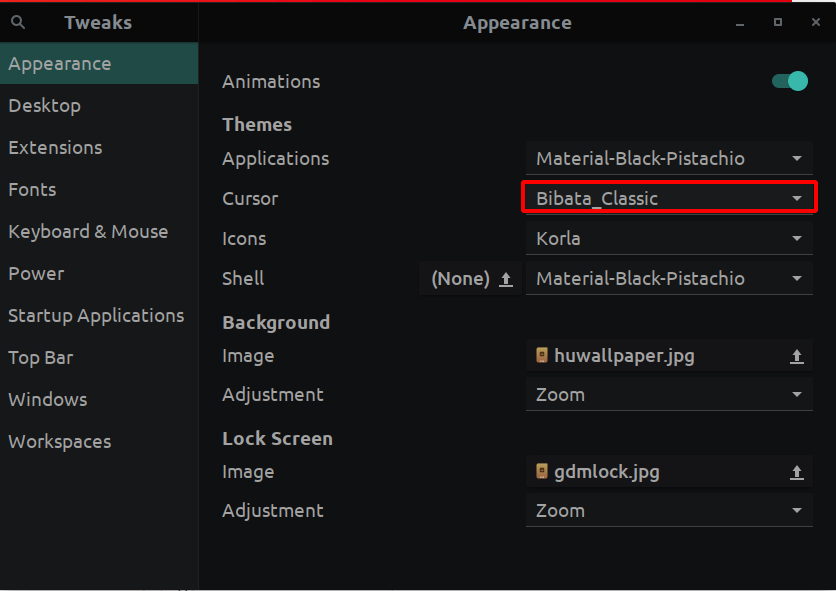 Tweaks
Appearance
Appearance
Desktop
Extensions
Fonts
Keyboard & Mouse
Power
Startup Applications
Top Bar
Windows
Workspaces
Animations
Themes
Applications Material-Black-Pistachio
Cursor Bibata_Classic
Icons Korla
Shell (None) Material-Black-Pistachio
Background
Image huwallpaper.jpg
Adjustment Zoom
Lock Screen
Image gdmlock.jpg
Adjustment Zoom